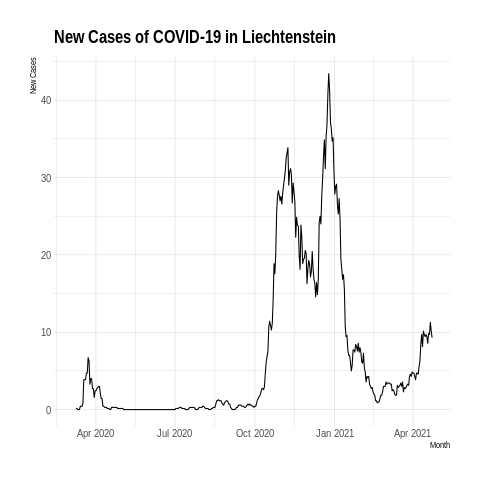 New Cases of COVID-19 in Liechtenstein
New Cases
40
30
20
10
0
Apr 2020
Jul 2020
Oct 2020
Jan 2021
Apr 2021
Month